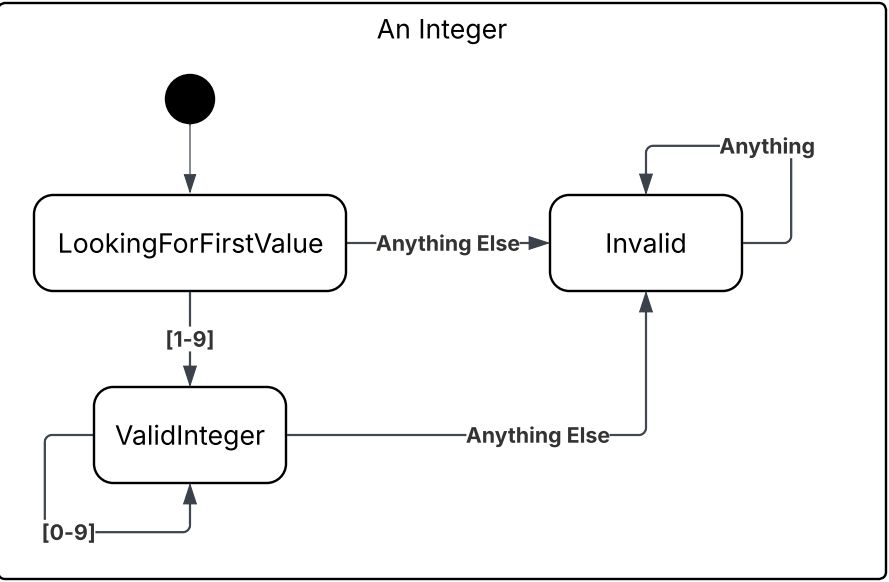 An Integer
Anything
LookingForFirstValue
Anything Else
Invalid
[1-9]
ValidInteger
Anything Else
[0-9]